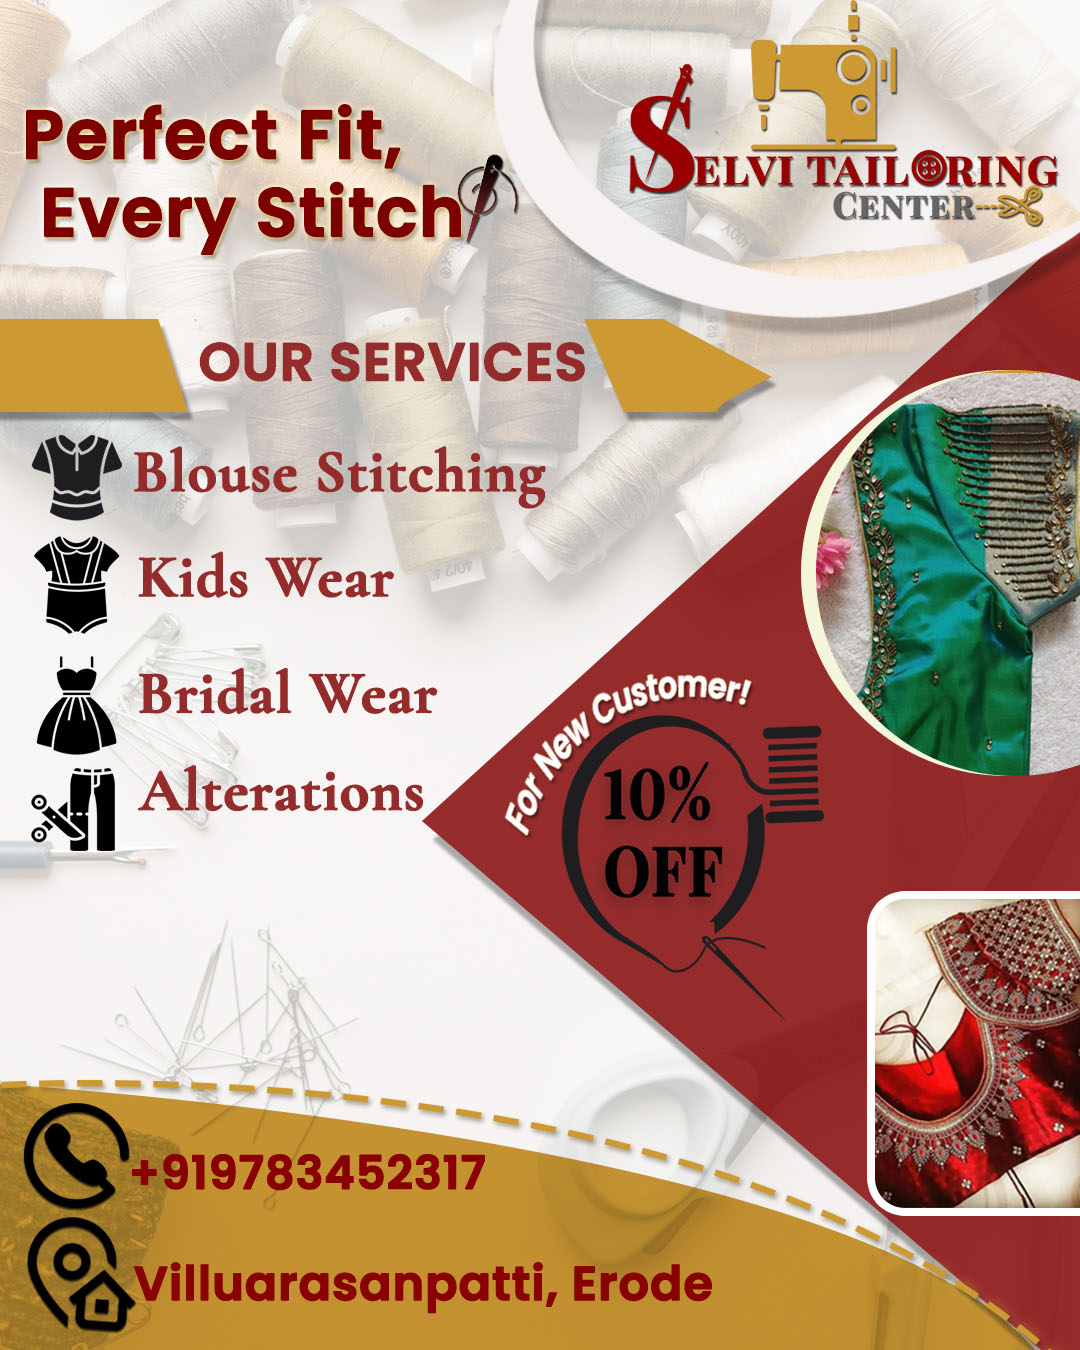 Perfect Fit,
Every Stitch
SELVI TAILORING
CENTER
OUR SERVICES
Blouse Stitching
Kids Wear
Bridal Wear
Alterations
For New Customer!
10%
OFF
+919783452317
Villuarasanpatti, Erode